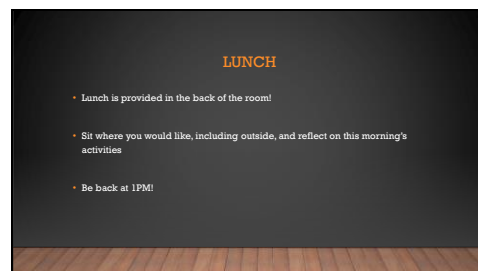 LUNCH
• Lunch is provided in the back of the room!
• Sit where you would like, including outside, and reflect on this morning's
activities
• Be back at 1PM!